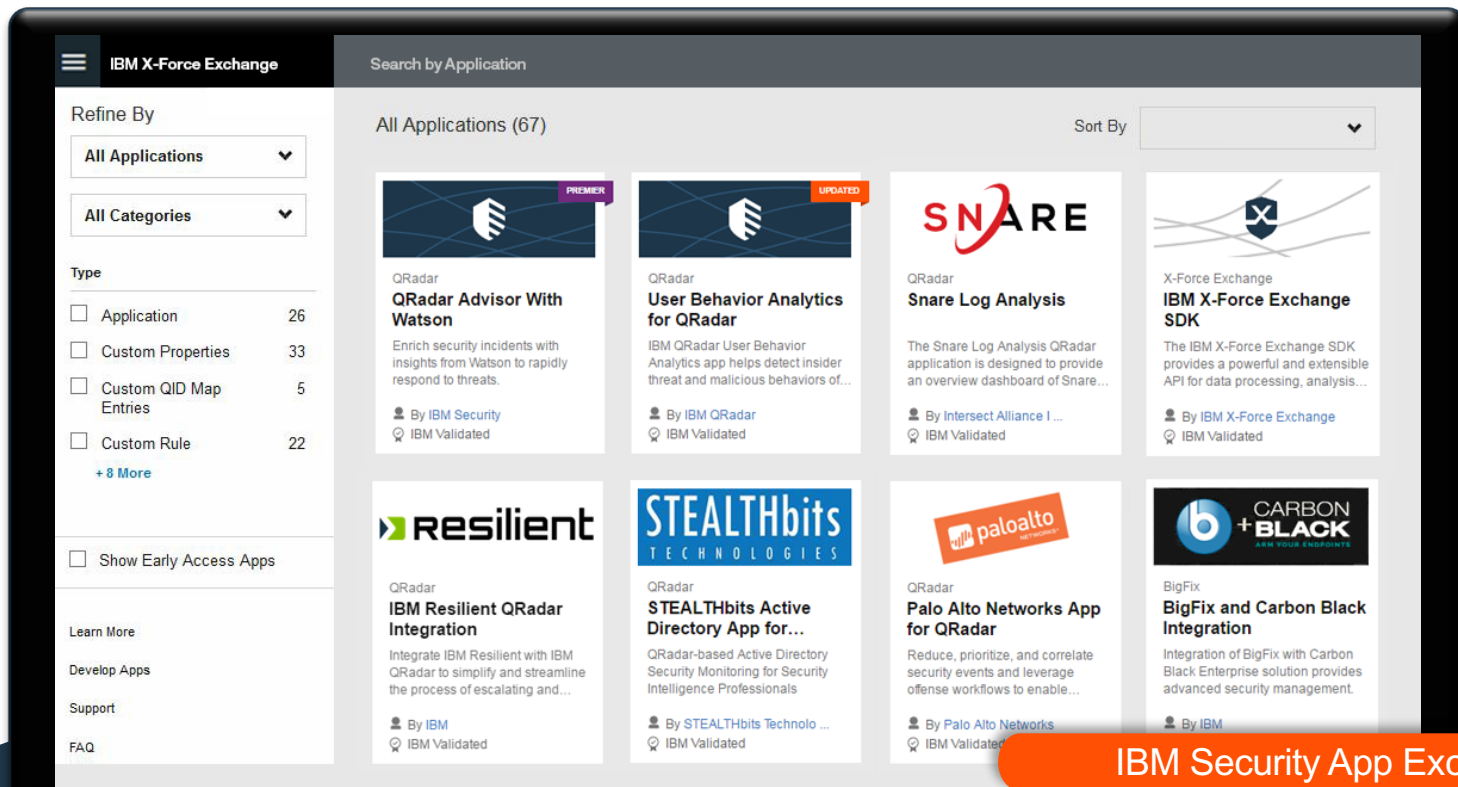 IBM X-Force Exchange
Search by Application
Refine By
All Applications
All Categories
Type
Application 26
Custom Properties 33
Custom QID Map 5
Entries
Custom Rule 22
+ 8 More
Show Early Access Apps
Learn More
Develop Apps
Support
FAQ
All Applications (67)
Sort By
PREMIER
QRadar
QRadar Advisor With
Watson
Enrich security incidents with
insights from Watson to rapidly
respond to threats.
By IBM Security
IBM Validated
UPDATED
QRadar
User Behavior Analytics
for QRadar
IBM QRadar User Behavior
Analytics app helps detect insider
threat and malicious behaviors of...
By IBM QRadar
IBM Validated
SNARE
QRadar
Snare Log Analysis
The Snare Log Analysis QRadar
application is designed to provide
an overview dashboard of Snare...
By Intersect Alliance I ...
IBM Validated
X
X-Force Exchange
IBM X-Force Exchange
SDK
The IBM X-Force Exchange SDK
provides a powerful and extensible
API for data processing, analysis...
By IBM X-Force Exchange
IBM Validated
Resilient
QRadar
IBM Resilient QRadar
Integration
Integrate IBM Resilient with IBM
QRadar to simplify and streamline
the process of escalating and...
By IBM
IBM Validated
STEALTHbits
TECHNOLOGIES
QRadar
STEALTHbits Active
Directory App for...
QRadar-based Active Directory
Security Monitoring for Security
Intelligence Professionals
By STEALTHbits Technolo ...
IBM Validated
paloalto
NETWORKS
QRadar
Palo Alto Networks App
for QRadar
Reduce, prioritize, and correlate
security events and leverage
offense workflows to enable...
By Palo Alto Networks
IBM Validated
b + CARBON
BLACK
ARM YOUR ENDPOINTS
BigFix
BigFix and Carbon Black
Integration
Integration of BigFix with Carbon
Black Enterprise solution provides
advanced security management.
By IBM
IBM Security App Exc